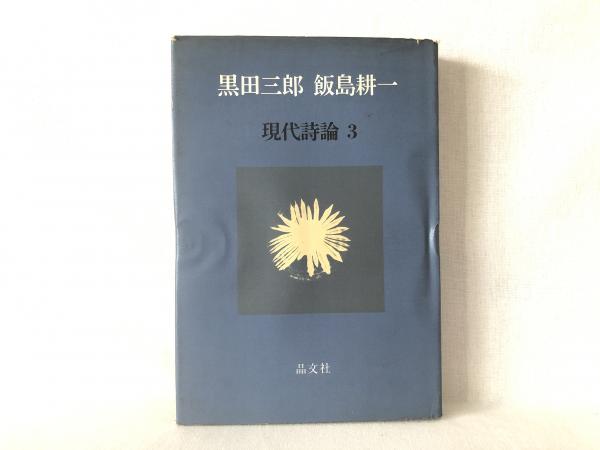 黒田三郎 飯島耕一
現代詩論 3
晶文社